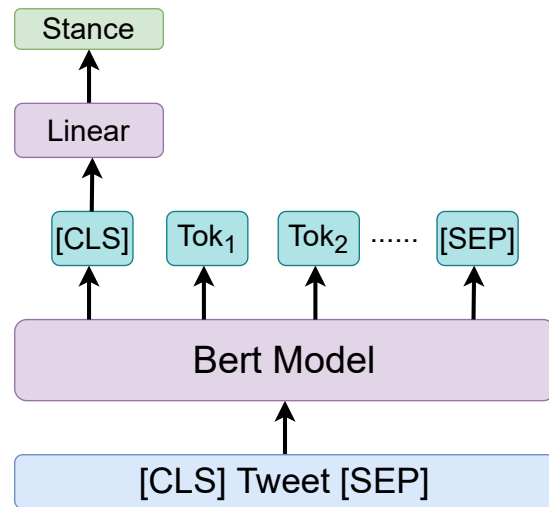 Stance
Linear
[CLS] Tok₁ Tok₂ ...... [SEP]
Bert Model
[CLS] Tweet [SEP]